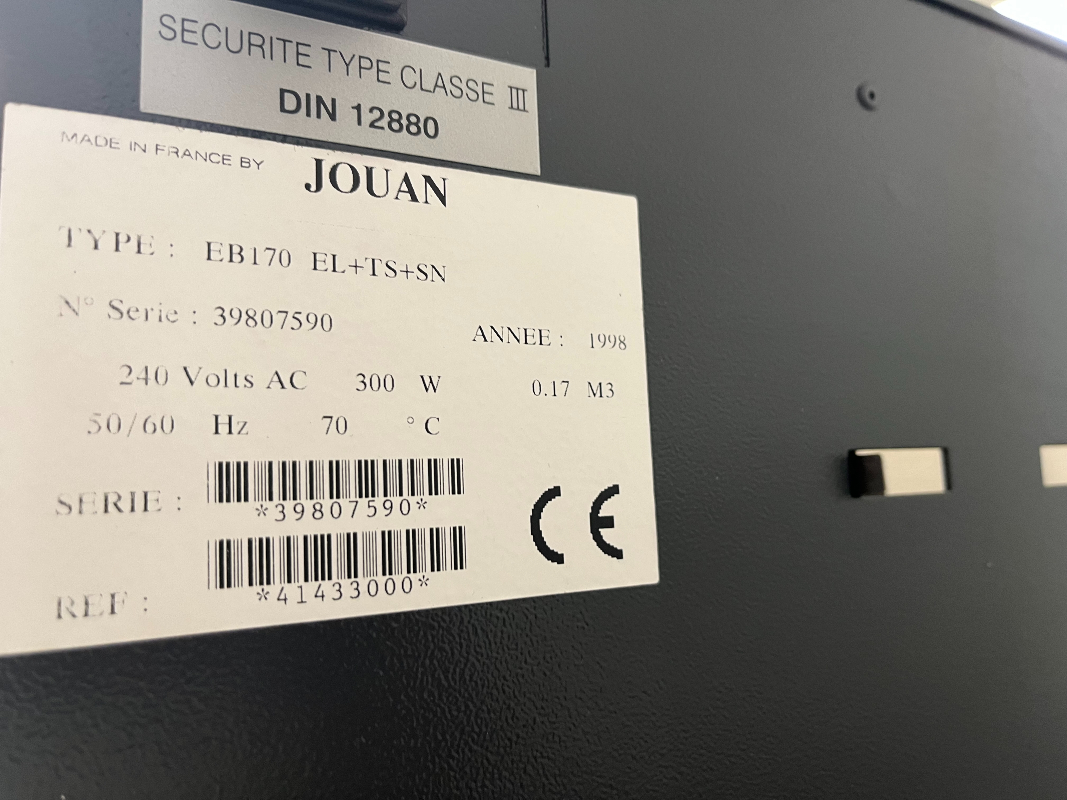 SECURITE TYPE CLASSE III
DIN 12880
MADE IN FRANCE BY JOUAN
TYPE : EB170 EL+TS+SN
N° Serie : 39807590
ANNEE : 1998
240 Volts AC 300 W 0.17 M3
50/60 Hz 70 °C
SERIE : *39807590*
CE
REF : *41433000*